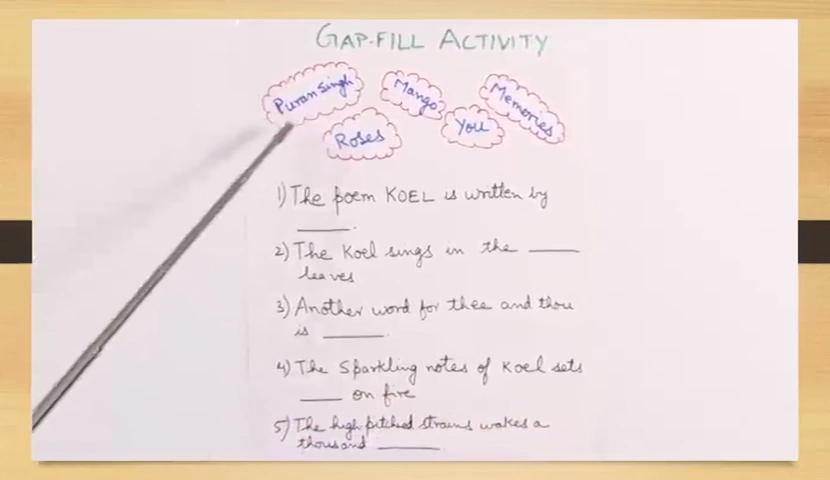 GAP-FILL ACTIVITY
Puran Singh
Mango
Memories
Roses
You
1) The poem KOEL is written by
______.
2) The Koel sings in the ______
leaves
3) Another word for thee and thou
is ______.
4) The Sparkling notes of Koel sets
_____ on fire
5) The high pitched strains wakes a
thousand _______